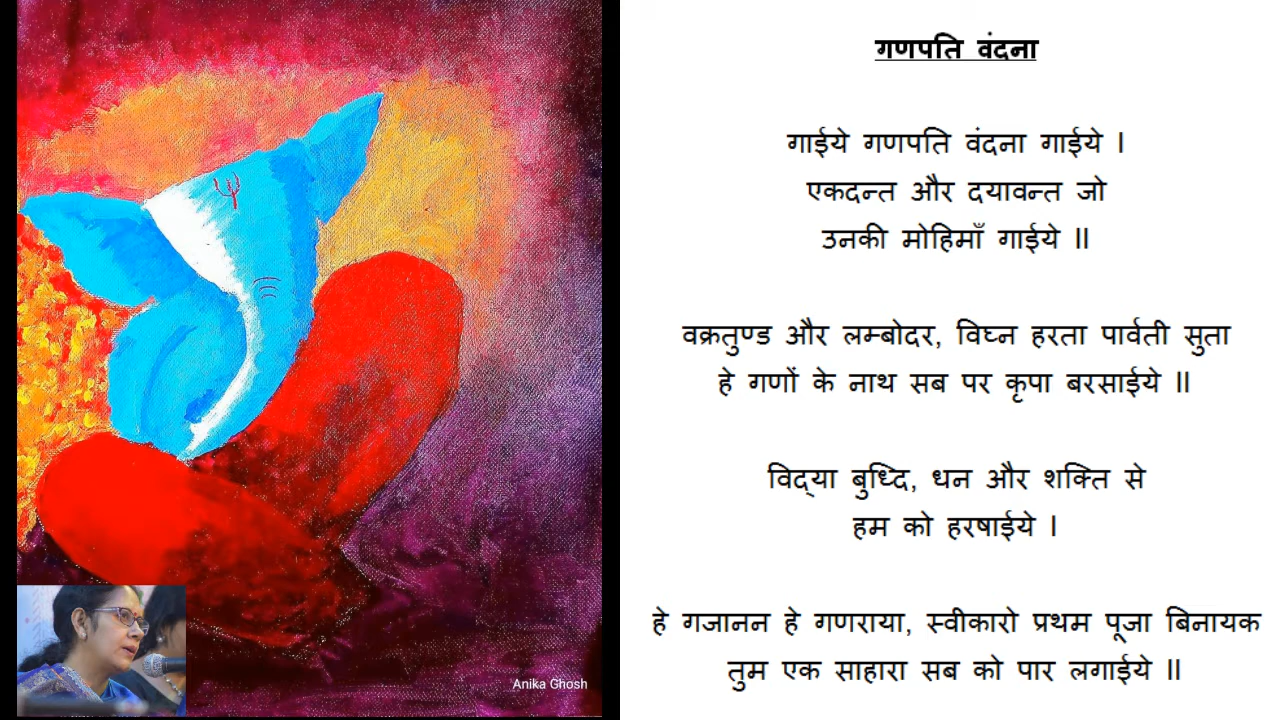 गणपति वंदना
गाईये गणपति वंदना गाईये ।
एकदन्त और दयावन्त जो
उनकी मोहिमाँ गाईये ॥
वक्रतुण्ड और लम्बोदर, विघ्न हरता पार्वती सुता
हे गणों के नाथ सब पर कृपा बरसाईये ॥
विद्या बुध्दि, धन और शक्ति से
हम को हरषाईये ।
हे गजानन हे गणराया, स्वीकारो प्रथम पूजा बिनायक
तुम एक साहारा सब को पार लगाईये ॥
Anika Ghosh